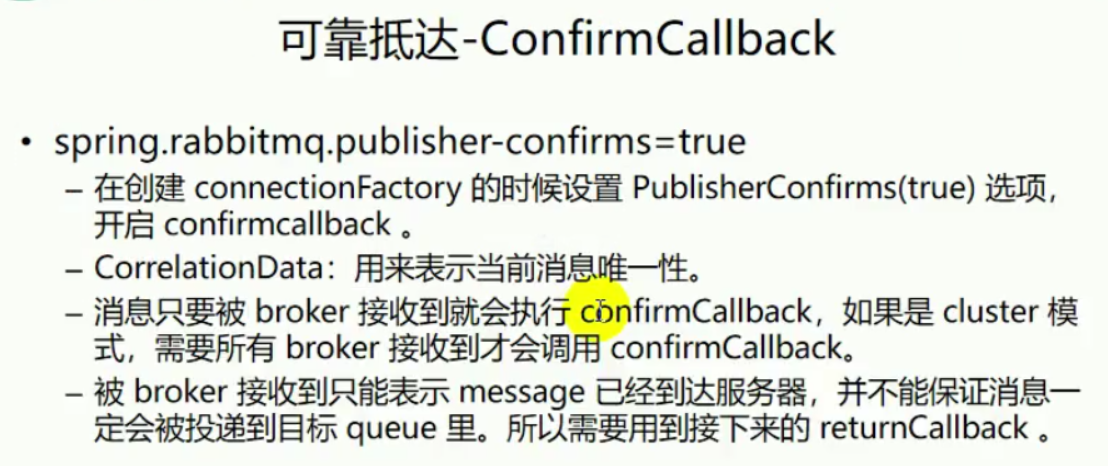 可靠抵达-ConfirmCallback
• spring.rabbitmq.publisher-confirms=true
– 在创建 connectionFactory 的时候设置 PublisherConfirms(true) 选项，
开启 confirmcallback 。
– CorrelationData：用来表示当前消息唯一性。
– 消息只要被 broker 接收到就会执行 confirmCallback，如果是 cluster 模
式，需要所有 broker 接收到才会调用 confirmCallback。
– 被 broker 接收到只能表示 message 已经到达服务器，并不能保证消息一
定会被投递到目标 queue 里。所以需要用到接下来的 returnCallback 。